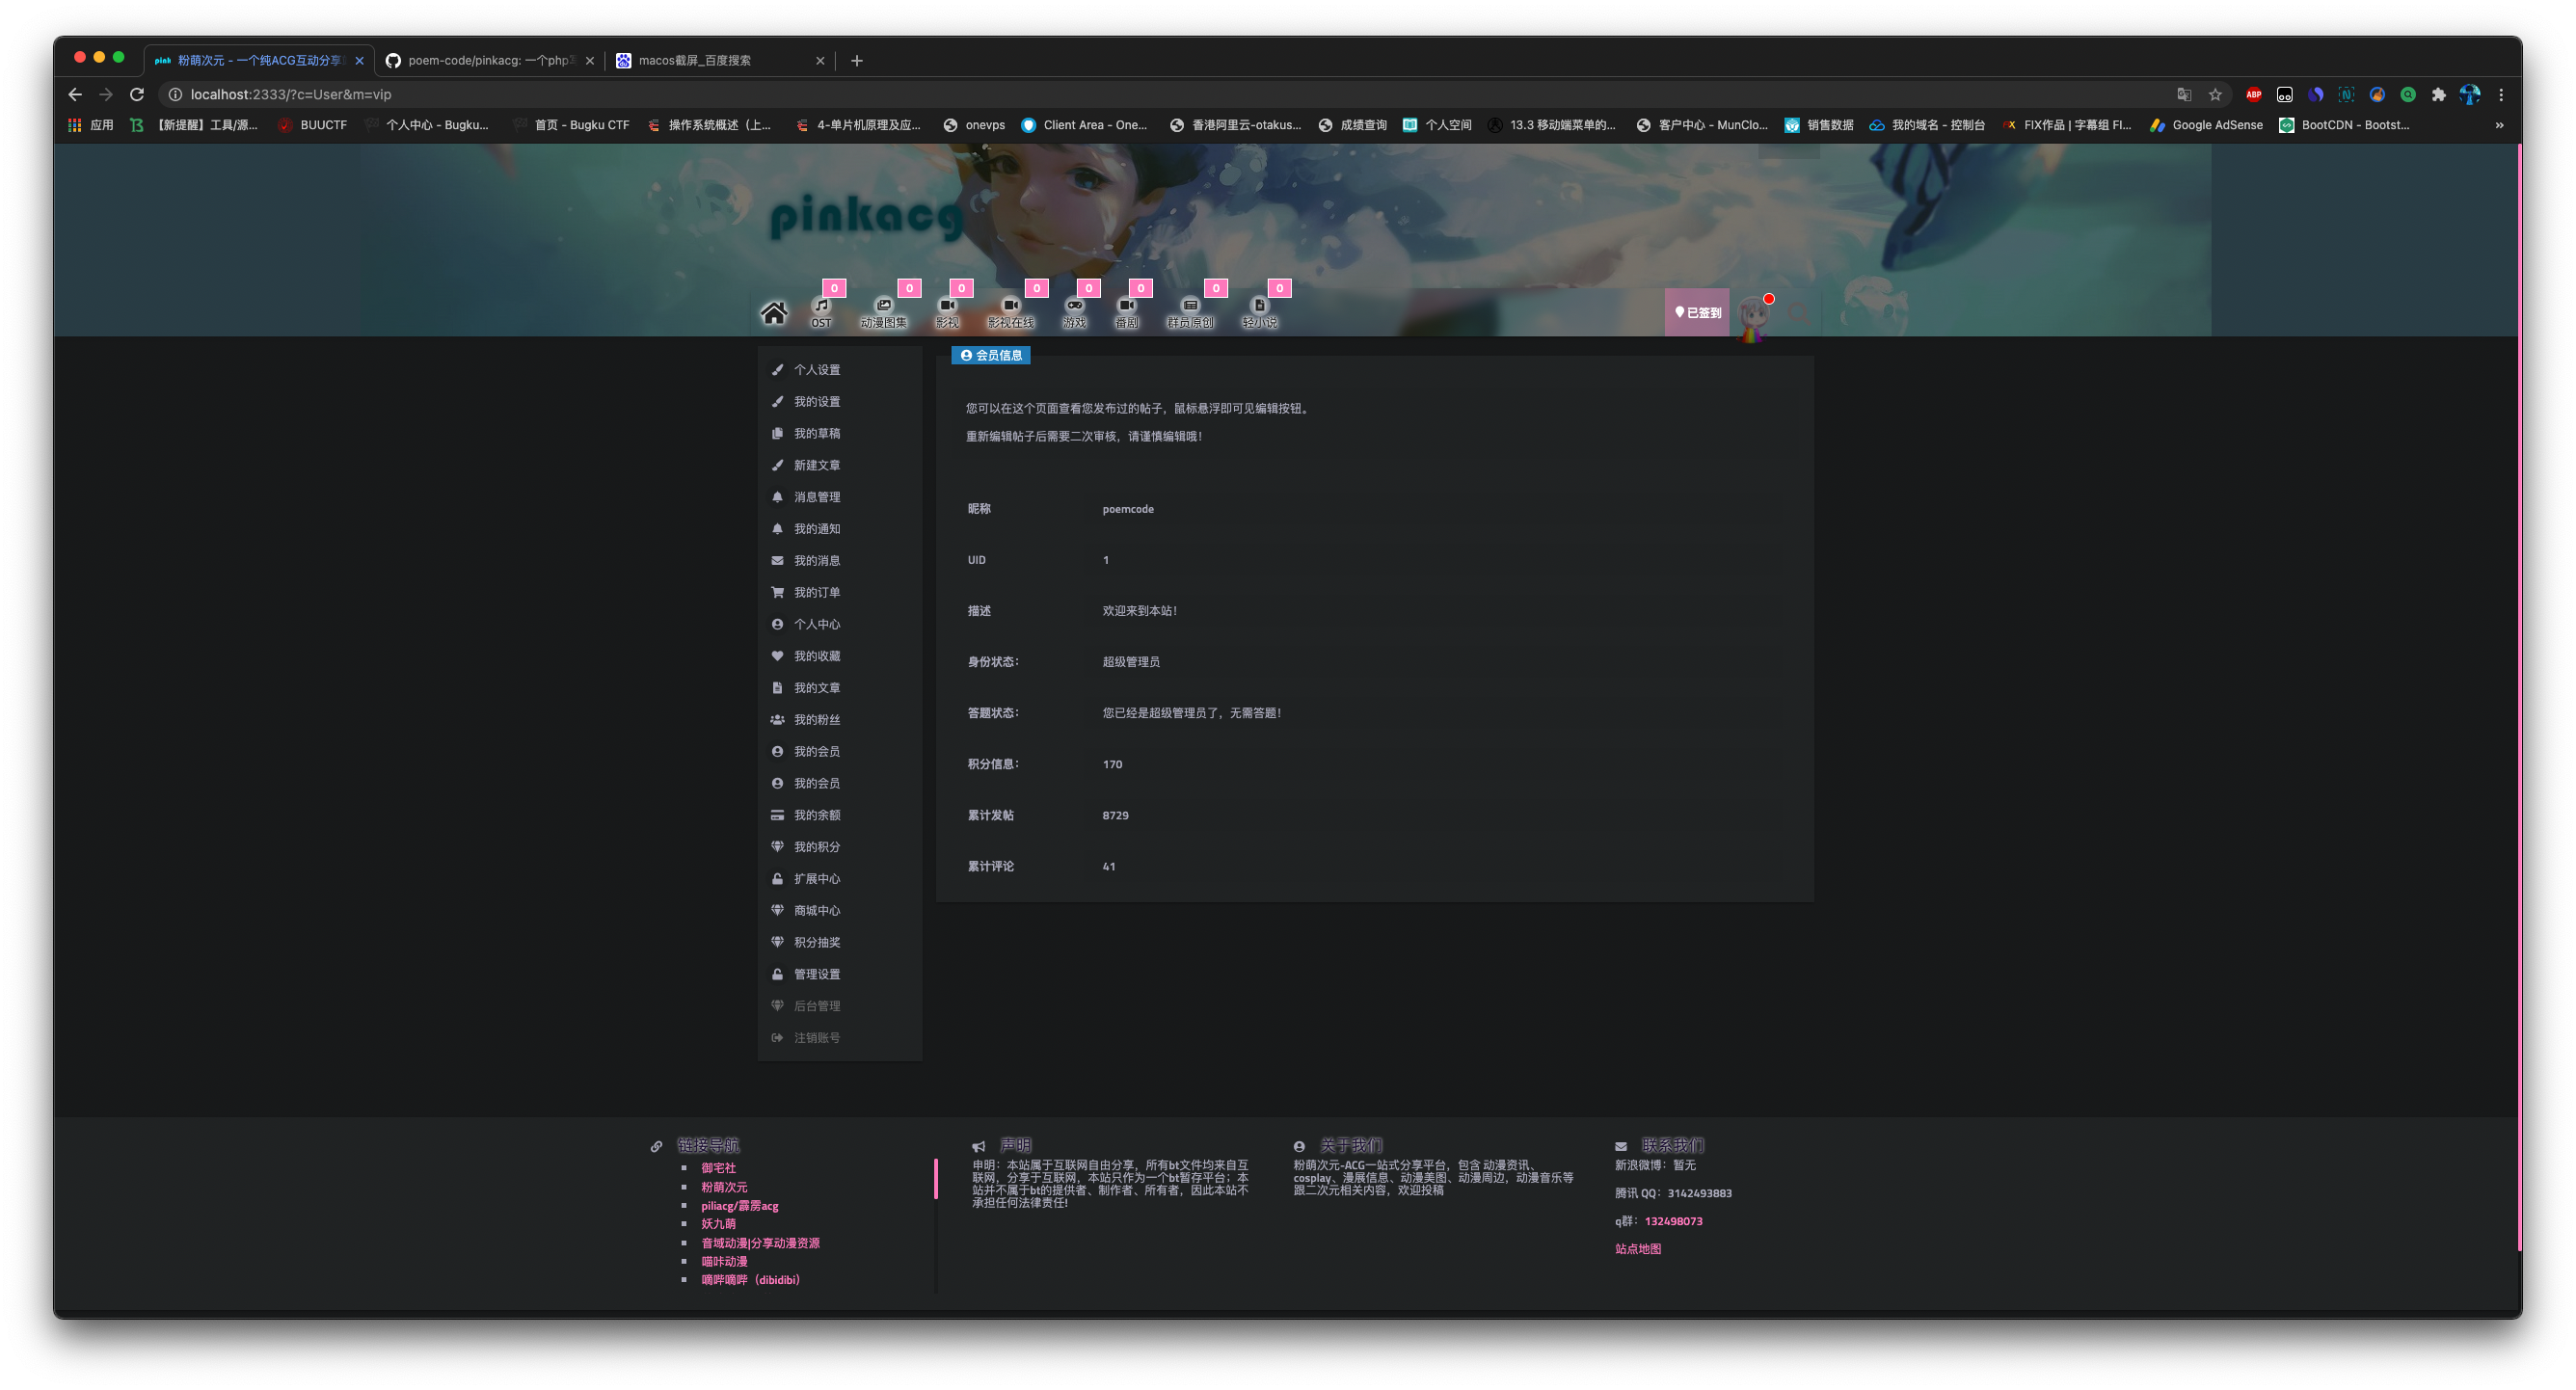 pink 粉萌次元 - 一个纯ACG互动分享
poem-code/pinkacg: 一个php
macos截屏_百度搜索
localhost:2333/?c=User&m=vip
ABP
应用
【新提醒】工具/源...
BUUCTF
个人中心 - Bugku...
首页 - Bugku CTF
操作系统概述（上...
4-单片机原理及应...
onevps
Client Area - One...
香港阿里云-otakus...
成绩查询
个人空间
13.3 移动端菜单的...
客户中心 - MunClo...
销售数据
我的域名 - 控制台
FIX作品 | 字幕组 FI...
Google AdSense
BootCDN - Bootst...
»
pinkacg
0 0 0 0 0 0 0 0
OST 动漫图集 影视 影视在线 游戏 番剧 群员原创 轻小说
已签到
个人设置
我的设置
我的草稿
新建文章
消息管理
我的通知
我的消息
我的订单
个人中心
我的收藏
我的文章
我的粉丝
我的会员
我的会员
我的余额
我的积分
扩展中心
商城中心
积分抽奖
管理设置
后台管理
注销账号
会员信息
您可以在这个页面查看您发布过的帖子，鼠标悬浮即可见编辑按钮。
重新编辑帖子后需要二次审核，请谨慎编辑哦！
昵称 poemcode
UID 1
描述 欢迎来到本站！
身份状态： 超级管理员
答题状态： 您已经是超级管理员了，无需答题！
积分信息： 170
累计发帖 8729
累计评论 41
链接导航
御宅社
粉萌次元
piliacg/霹雳acg
妖九萌
音域动漫|分享动漫资源
喵咔动漫
嘀哔嘀哔（dibidibi）
声明
申明：本站属于互联网自由分享，所有bt文件均来自互
联网，分享于互联网，本站只作为一个bt暂存平台；本
站并不属于bt的提供者、制作者、所有者，因此本站不
承担任何法律责任!
关于我们
粉萌次元-ACG一站式分享平台，包含 动漫资讯、
cosplay、漫展信息、动漫美图、动漫周边，动漫音乐等
跟二次元相关内容，欢迎投稿
联系我们
新浪微博：暂无
腾讯 QQ：3142493883
q群：132498073
站点地图